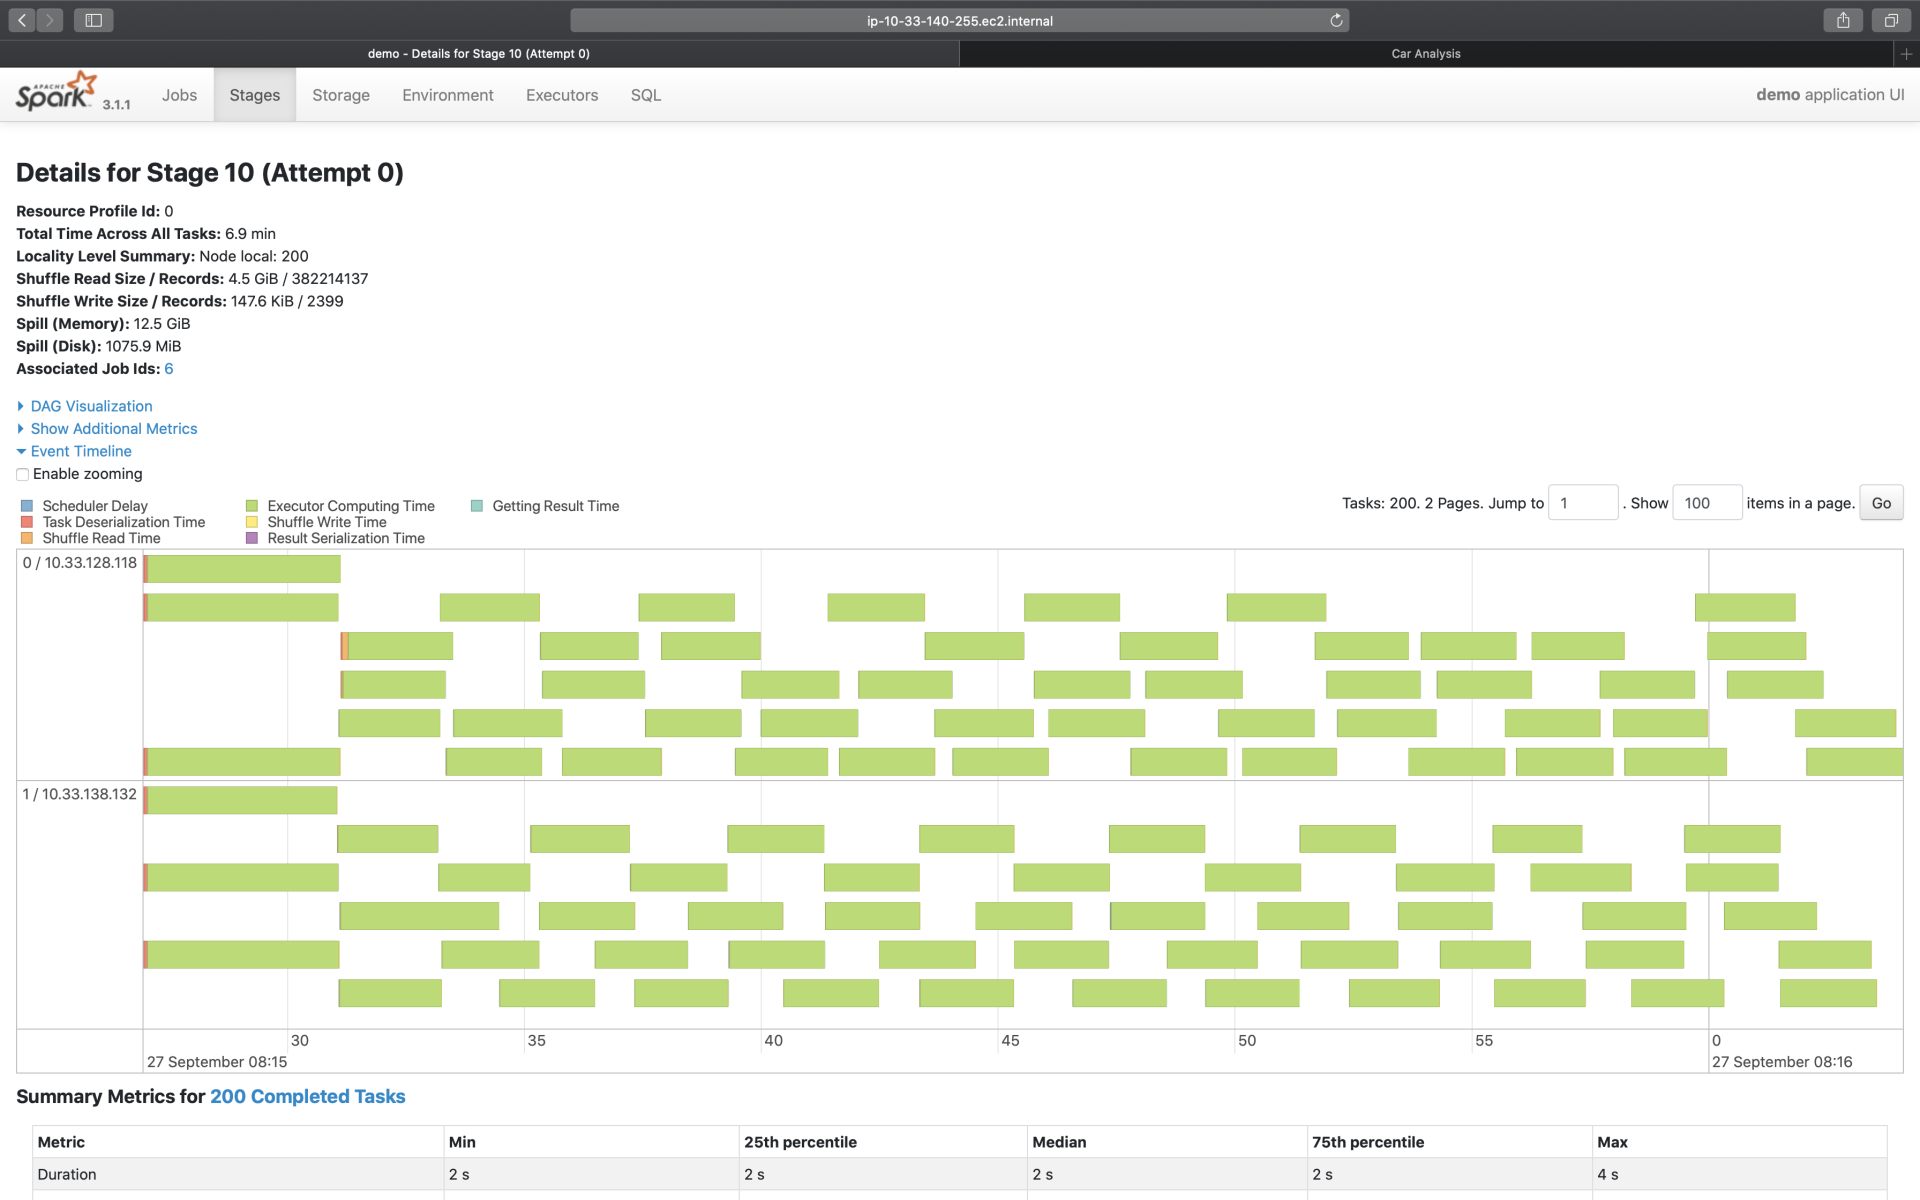 ip-10-33-140-255.ec2.internal
demo - Details for Stage 10 (Attempt 0)
Car Analysis
APACHE Spark 3.1.1
Jobs
Stages
Storage
Environment
Executors
SQL
demo application UI
Details for Stage 10 (Attempt 0)
Resource Profile Id: 0
Total Time Across All Tasks: 6.9 min
Locality Level Summary: Node local: 200
Shuffle Read Size / Records: 4.5 GiB / 382214137
Shuffle Write Size / Records: 147.6 KiB / 2399
Spill (Memory): 12.5 GiB
Spill (Disk): 1075.9 MiB
Associated Job Ids: 6
DAG Visualization
Show Additional Metrics
Event Timeline
Enable zooming
Scheduler Delay
Task Deserialization Time
Shuffle Read Time
Executor Computing Time
Shuffle Write Time
Result Serialization Time
Getting Result Time
Tasks: 200. 2 Pages. Jump to 1 . Show 100 items in a page. Go
0 / 10.33.128.118
1 / 10.33.138.132
30 35 40 45 50 55 0
27 September 08:15 27 September 08:16
Summary Metrics for 200 Completed Tasks
Metric Min 25th percentile Median 75th percentile Max
Duration 2 s 2 s 2 s 2 s 4 s